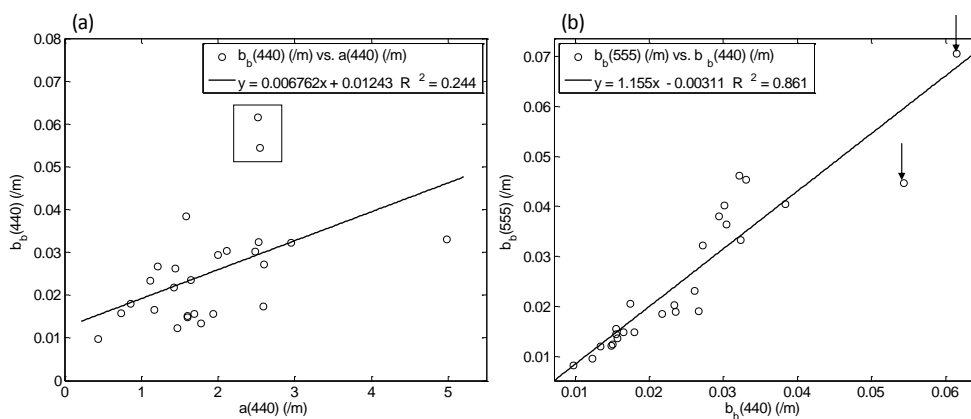 (a)
0.08
0.07
0.06
0.05
0.04
0.03
0.02
0.01
0
b_b(440) (/m)
b_b(440) (/m) vs. a(440) (/m)
y = 0.006762x + 0.01243 R ² = 0.244
0 1 2 3 4 5
a(440) (/m)
(b)
0.07
0.06
0.05
0.04
0.03
0.02
0.01
b_b(555) (/m)
b_b(555) (/m) vs. b_b(440) (/m)
y = 1.155x - 0.00311 R ² = 0.861
0.01 0.02 0.03 0.04 0.05 0.06
b_b(440) (/m)